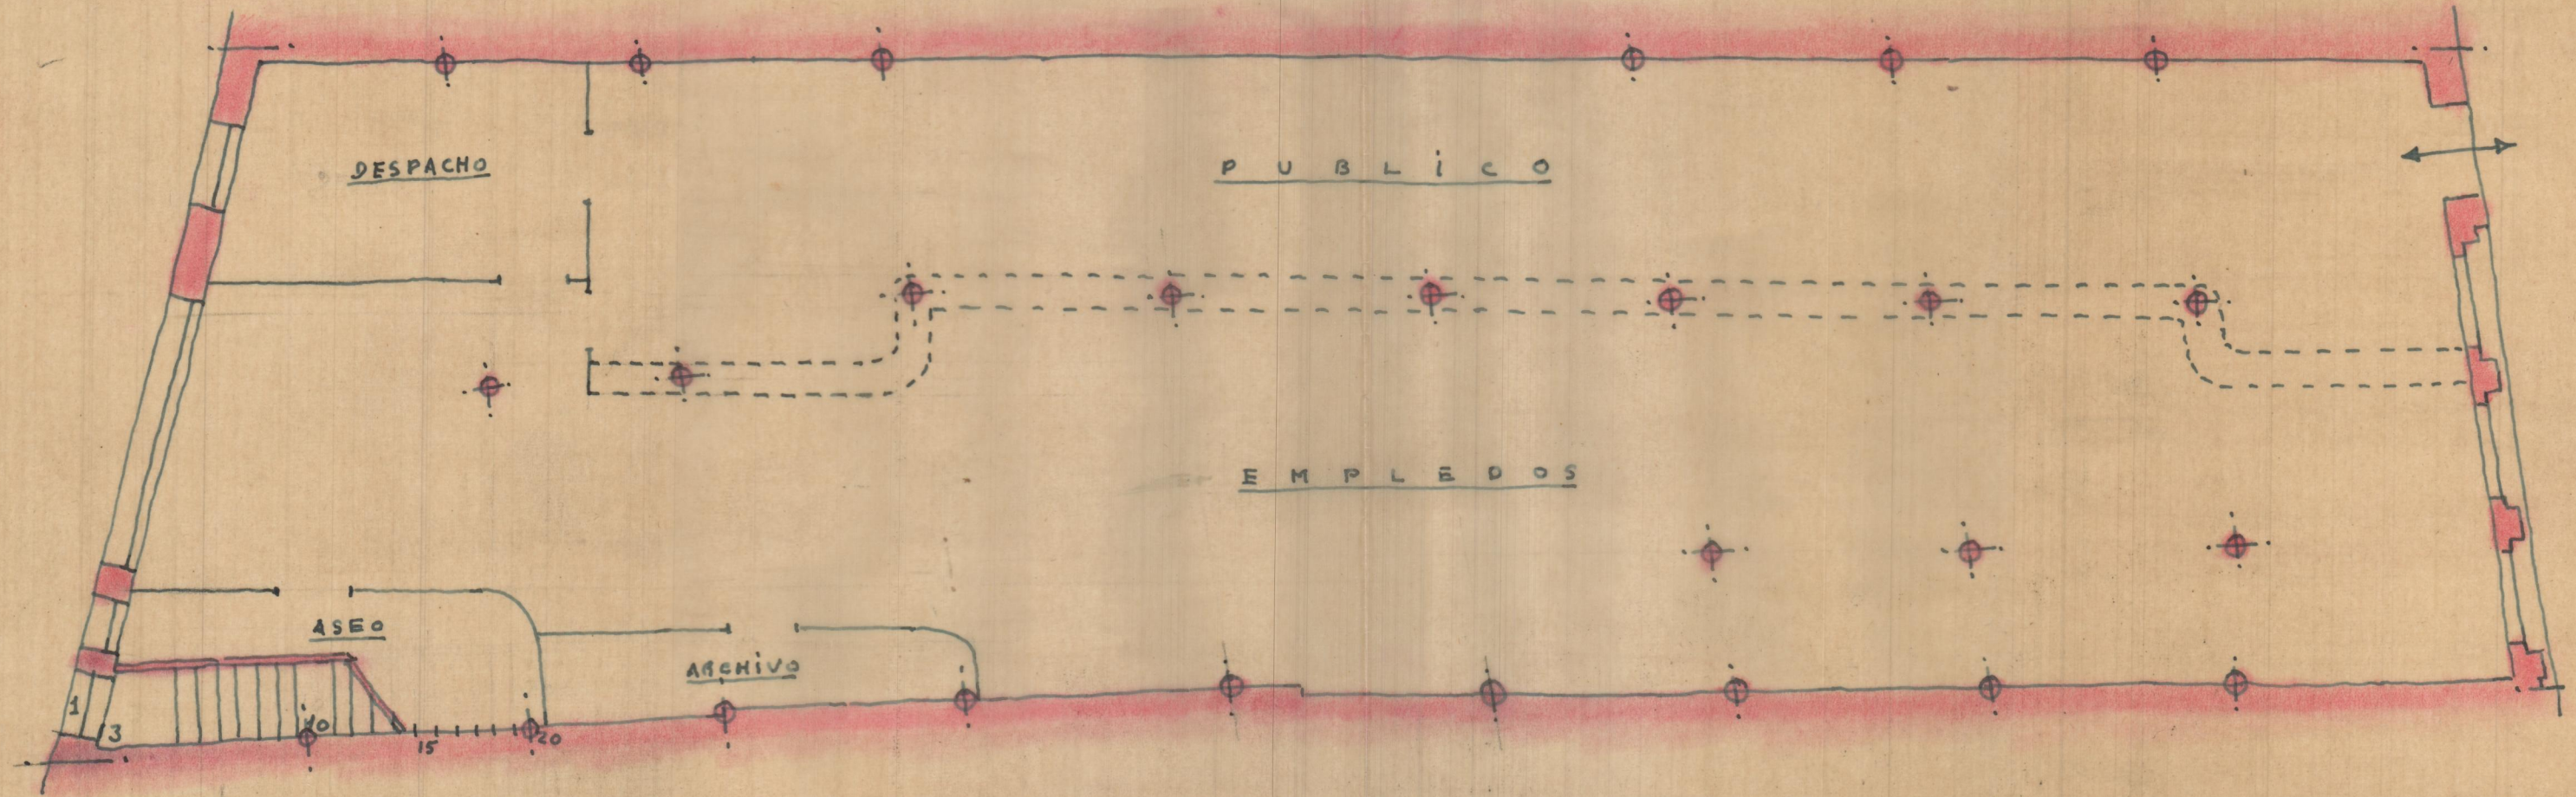 DESPACHO
PUBLICO
EMPLEDOS
ASEO
ARCHIVO
1
3
10
15
20